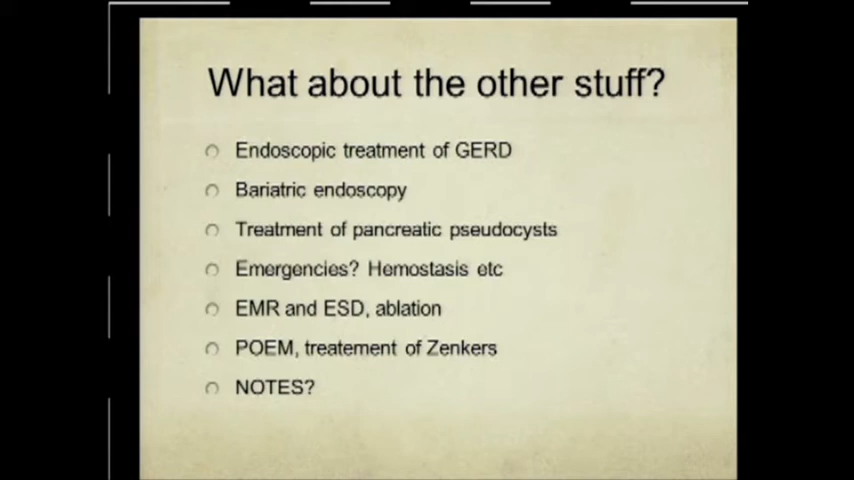 What about the other stuff?
Endoscopic treatment of GERD
Bariatric endoscopy
Treatment of pancreatic pseudocysts
Emergencies? Hemostasis etc
EMR and ESD, ablation
POEM, treatement of Zenkers
NOTES?